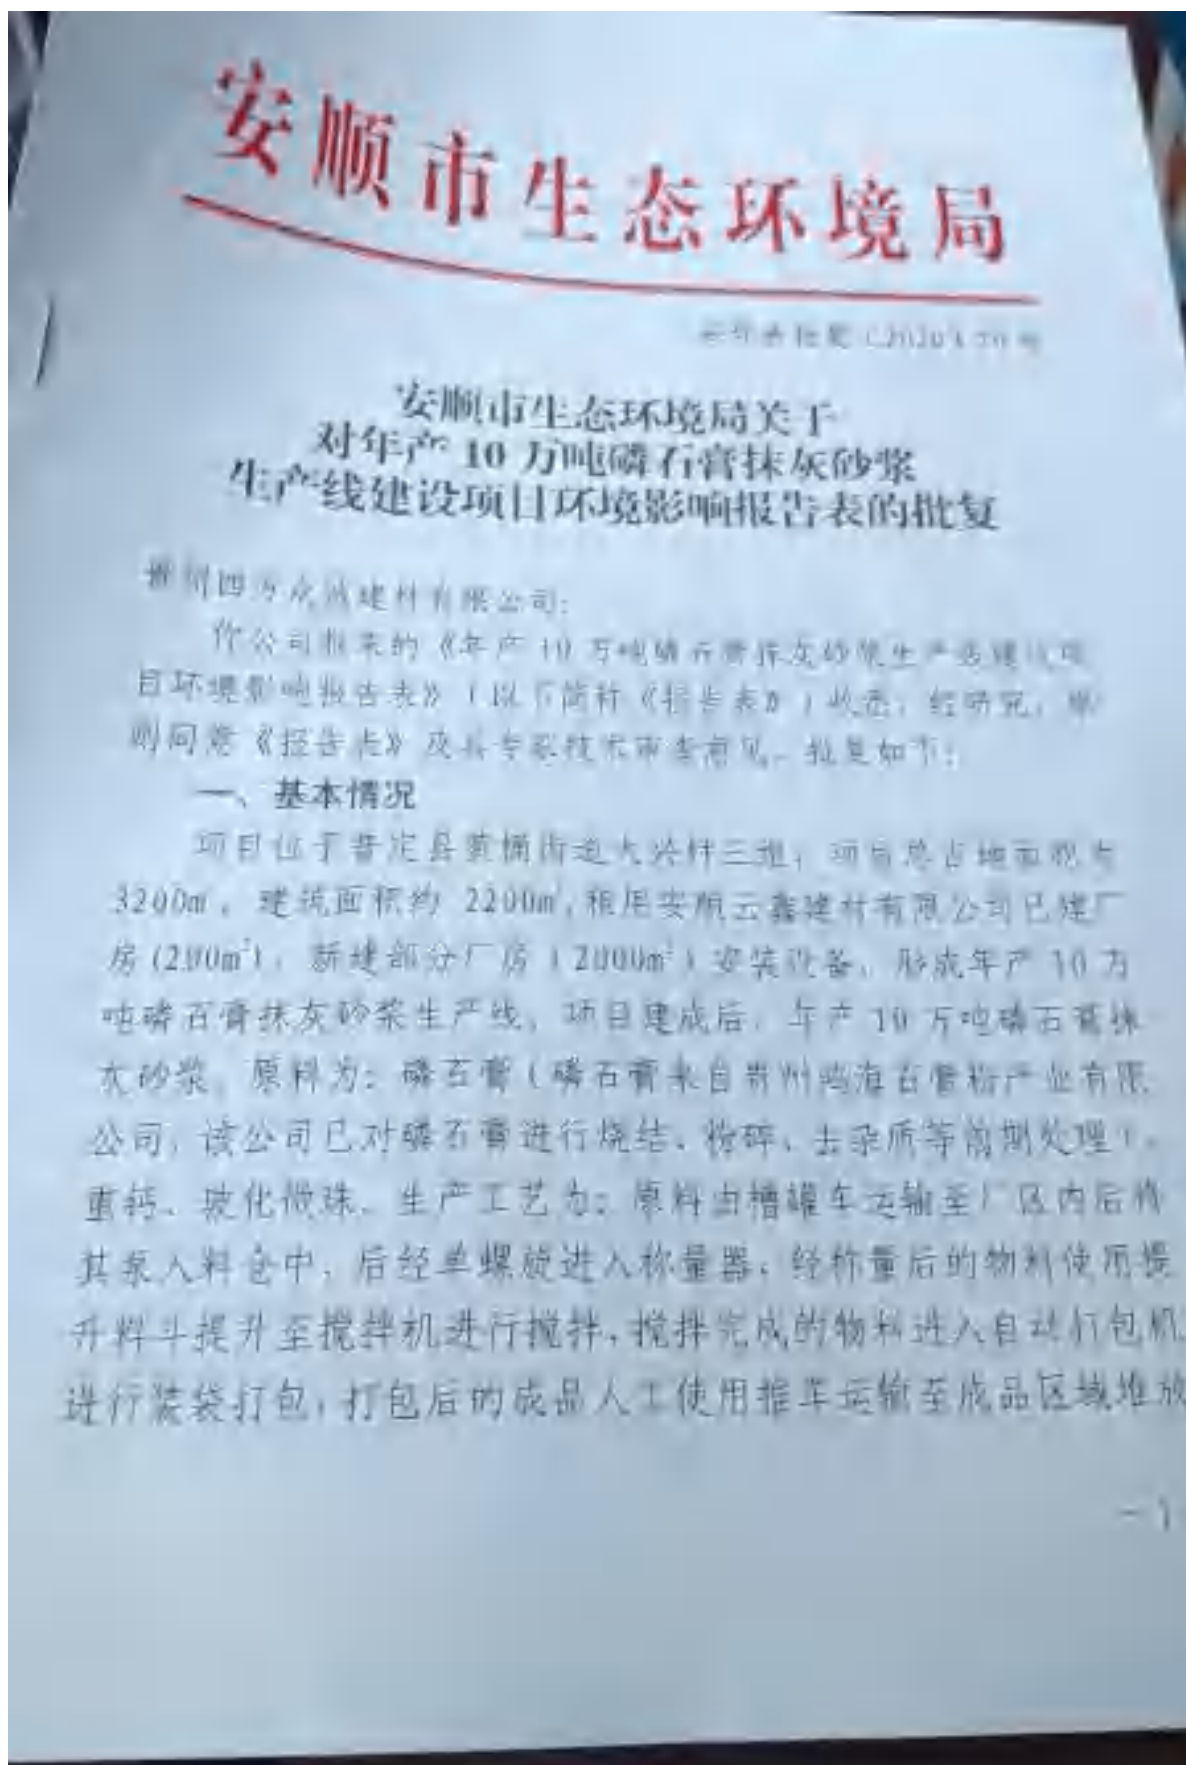 安顺市生态环境局
〔2020〕
安顺市生态环境局关于
对年产 10 万吨磷石膏抹灰砂浆
生产线建设项目环境影响报告表的批复
贵州四方众诚建材有限公司：
你公司报来的《年产 10 万吨磷石膏抹灰砂浆生产线建设项
目环境影响报告表》（以下简称《报告表》）收悉，经研究，原
则同意《报告表》及其专家技术审查意见，批复如下：
一、基本情况
项目位于普定县黄桶街道大兴村三组，项目总占地面积为
3200m²，建筑面积约 2200m²，租用安顺云鑫建材有限公司已建厂
房(200m²)，新建部分厂房（2000m²）安装设备，形成年产 10 万
吨磷石膏抹灰砂浆生产线，项目建成后，年产 10 万吨磷石膏抹
灰砂浆。原料为：磷石膏（磷石膏来自贵州 石膏粉产业有限
公司，该公司已对磷石膏进行烧结、粉碎、去杂质等前期处理）、
重钙、玻化微珠。生产工艺为：原料由槽罐车运输至厂区内后将
其泵入料仓中，后经单螺旋进入称量器，经称量后的物料使用提
升料斗提升至搅拌机进行搅拌，搅拌完成的物料进入自动打包机
进行装袋打包，打包后的成品人工使用推车运输至成品区域堆放
－1